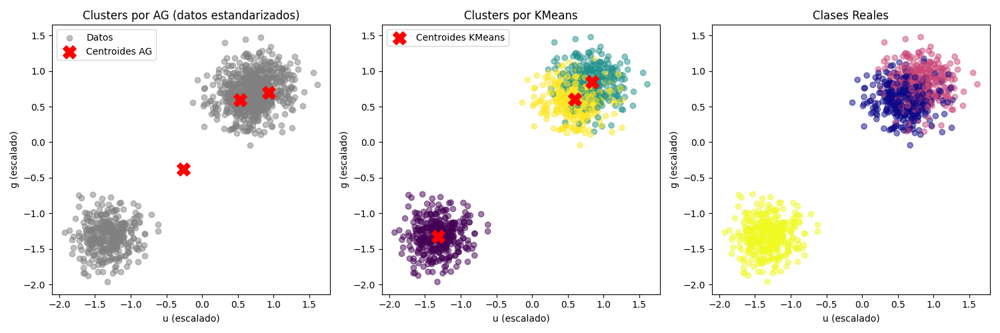 Clusters por AG (datos estandarizados)
Datos
Centroides AG
1.5
1.0
0.5
0.0
−0.5
−1.0
−1.5
−2.0
g (escalado)
−2.0 −1.5 −1.0 −0.5 0.0 0.5 1.0 1.5
u (escalado)
Clusters por KMeans
Centroides KMeans
1.5
1.0
0.5
0.0
−0.5
−1.0
−1.5
−2.0
g (escalado)
−2.0 −1.5 −1.0 −0.5 0.0 0.5 1.0 1.5
u (escalado)
Clases Reales
1.5
1.0
0.5
0.0
−0.5
−1.0
−1.5
−2.0
g (escalado)
−2.0 −1.5 −1.0 −0.5 0.0 0.5 1.0 1.5
u (escalado)